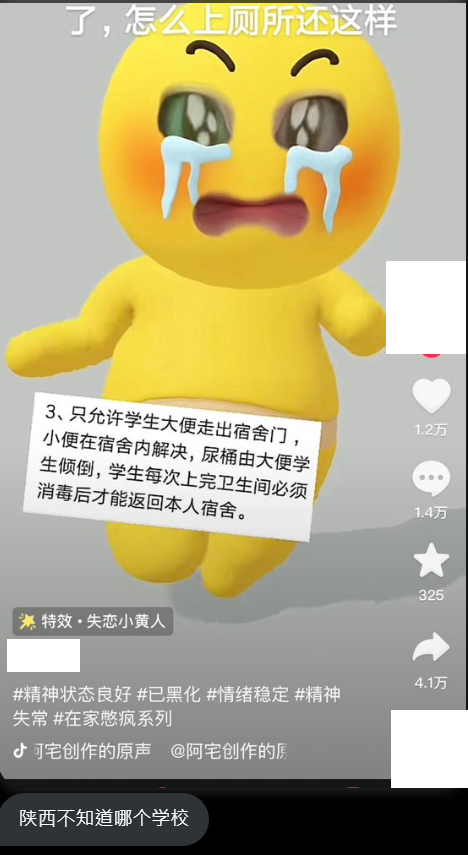 了，怎么上厕所还这样
3、只允许学生大便走出宿舍门，
小便在宿舍内解决，尿桶由大便学
生倾倒，学生每次上完卫生间必须
消毒后才能返回本人宿舍。
1.2万
1.4万
325
4.1万
特效·失恋小黄人
#精神状态良好 #已黑化 #情绪稳定 #精神
失常 #在家憋疯系列
宅创作的原声 @阿宅创作的
陕西不知道哪个学校